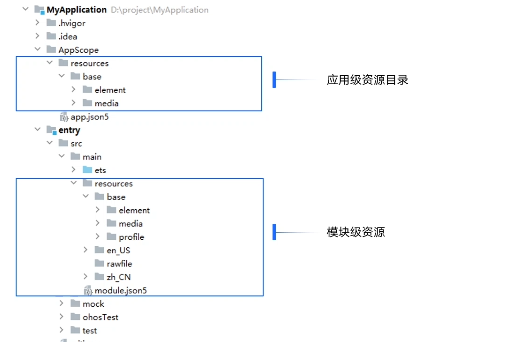 MyApplication D:\project\MyApplication
.hvigor
.idea
AppScope
resources
base
element
media
app.json5
应用级资源目录
entry
src
main
ets
resources
base
element
media
profile
en_US
rawfile
zh_CN
module.json5
模块级资源
mock
ohosTest
test